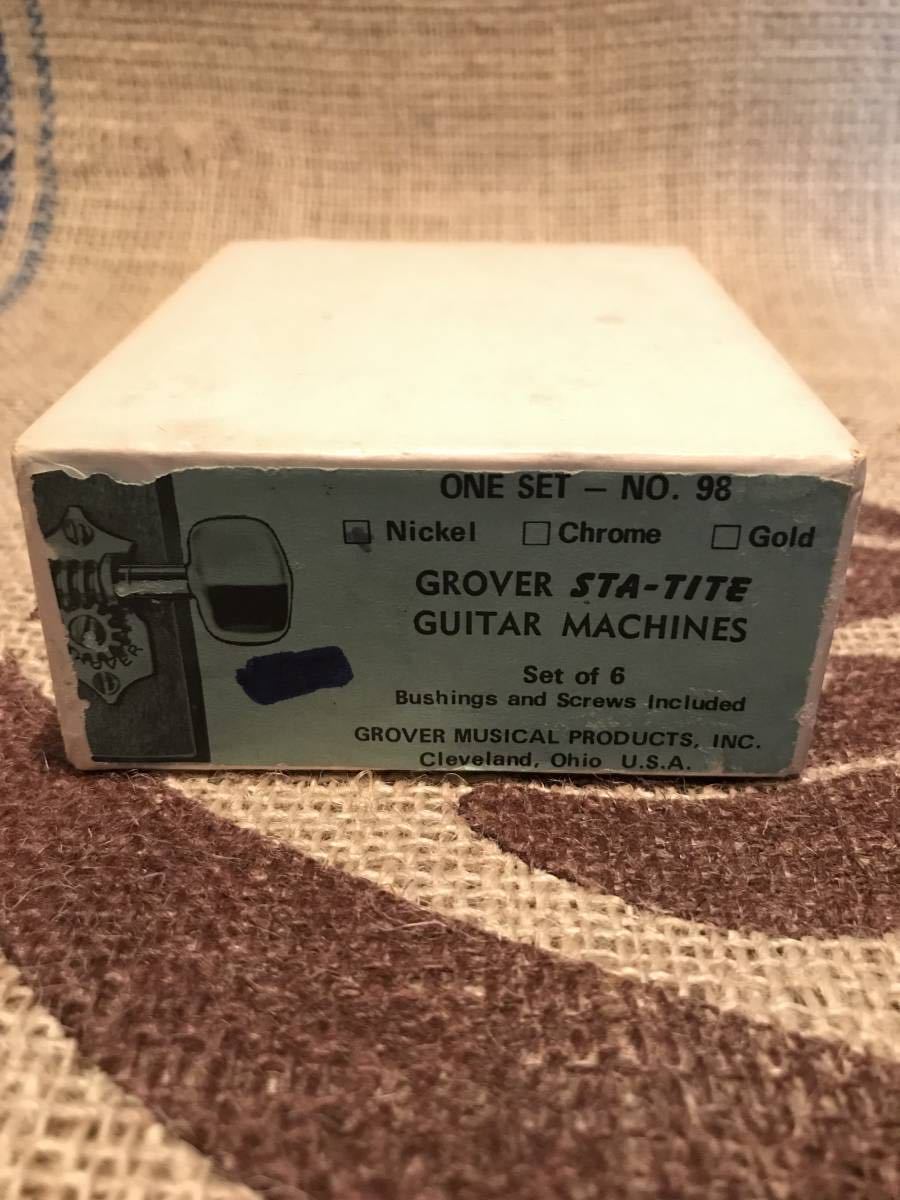 ONE SET — NO. 98
Nickel Chrome Gold
GROVER STA-TITE
GUITAR MACHINES
Set of 6
Bushings and Screws Included
GROVER MUSICAL PRODUCTS, INC.
Cleveland, Ohio U.S.A.